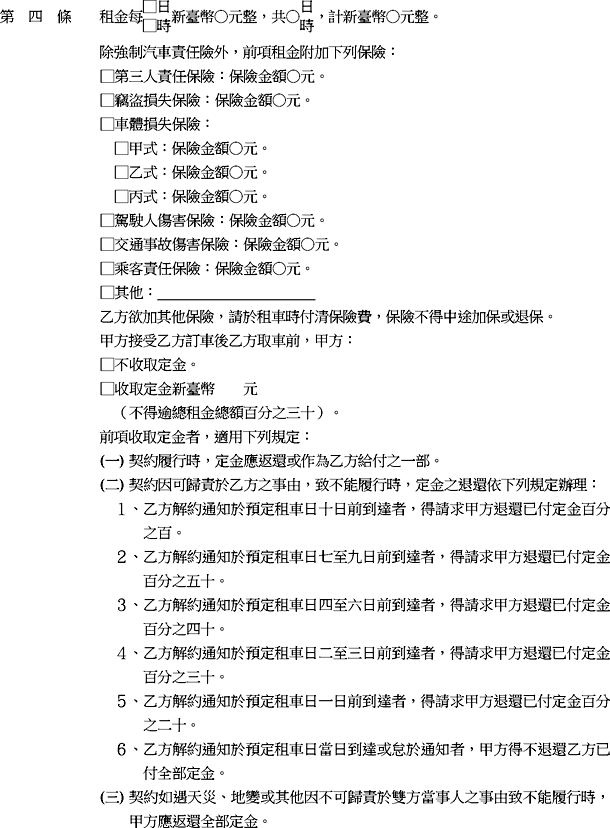 第四條 租金每□日□時新臺幣○元整，共○日時，計新臺幣○元整。
除強制汽車責任險外，前項租金附加下列保險：
□第三人責任保險：保險金額○元。
□竊盜損失保險：保險金額○元。
□車體損失保險：
□甲式：保險金額○元。
□乙式：保險金額○元。
□丙式：保險金額○元。
□駕駛人傷害保險：保險金額○元。
□交通事故傷害保險：保險金額○元。
□乘客責任保險：保險金額○元。
□其他：
乙方欲加其他保險，請於租車時付清保險費，保險不得中途加保或退保。
甲方接受乙方訂車後乙方取車前，甲方：
□不收取定金。
□收取定金新臺幣　　元
（不得逾總租金總額百分之三十）。
前項收取定金者，適用下列規定：
(一) 契約履行時，定金應返還或作為乙方給付之一部。
(二) 契約因可歸責於乙方之事由，致不能履行時，定金之退還依下列規定辦理：
１、乙方解約通知於預定租車日十日前到達者，得請求甲方退還已付定金百分
之百。
２、乙方解約通知於預定租車日七至九日前到達者，得請求甲方退還已付定金
百分之五十。
３、乙方解約通知於預定租車日四至六日前到達者，得請求甲方退還已付定金
百分之四十。
４、乙方解約通知於預定租車日二至三日前到達者，得請求甲方退還已付定金
百分之三十。
５、乙方解約通知於預定租車日一日前到達者，得請求甲方退還已付定金百分
之二十。
６、乙方解約通知於預定租車日當日到達或怠於通知者，甲方得不退還乙方已
付全部定金。
(三) 契約如遇天災、地變或其他因不可歸責於雙方當事人之事由致不能履行時，
甲方應返還全部定金。